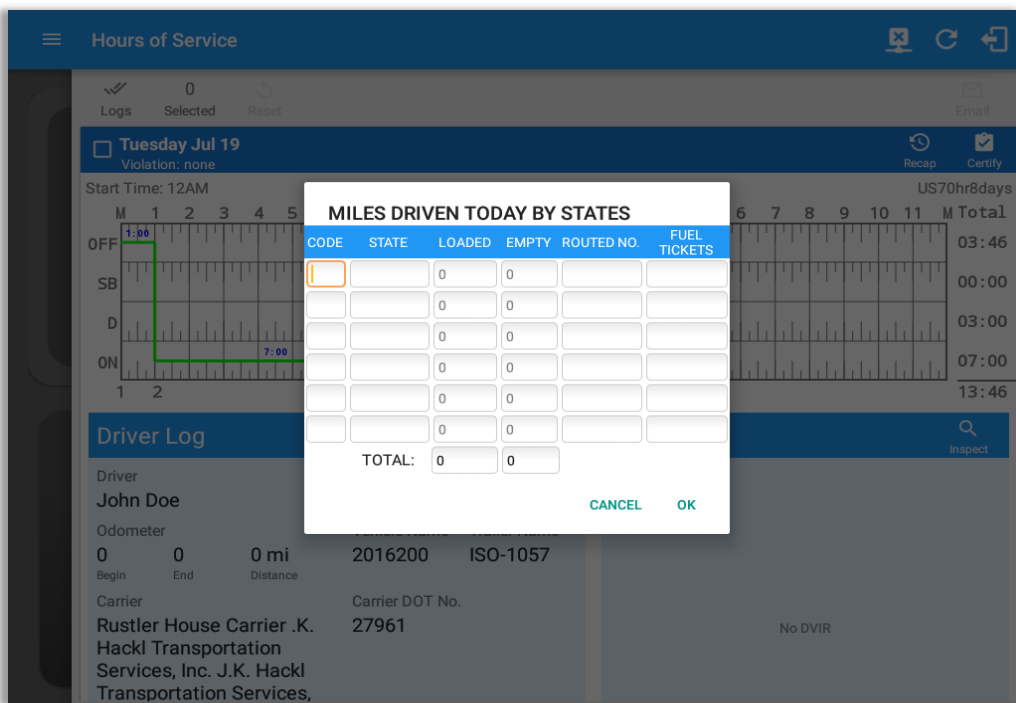 Hours of Service
0
Logs Selected Reset
Email
Tuesday Jul 19
Violation: none
Recap Certify
Start Time: 12AM
US70hr8days
M 1 2 3 4 5
6 7 8 9 10 11 M Total
MILES DRIVEN TODAY BY STATES
CODE STATE LOADED EMPTY ROUTED NO. FUEL TICKETS
OFF 1:00
03:46
SB
00:00
D
03:00
7:00
ON
07:00
1 2
13:46
0 0
0 0
0 0
0 0
0 0
0 0
TOTAL: 0 0
CANCEL OK
Driver Log
Inspect
Driver
John Doe
Odometer
0 0 0 mi
Begin End Distance
2016200 ISO-1057
Carrier
Carrier DOT No.
Rustler House Carrier .K.
Hackl Transportation
Services, Inc. J.K. Hackl
Transportation Services,
27961
No DVIR